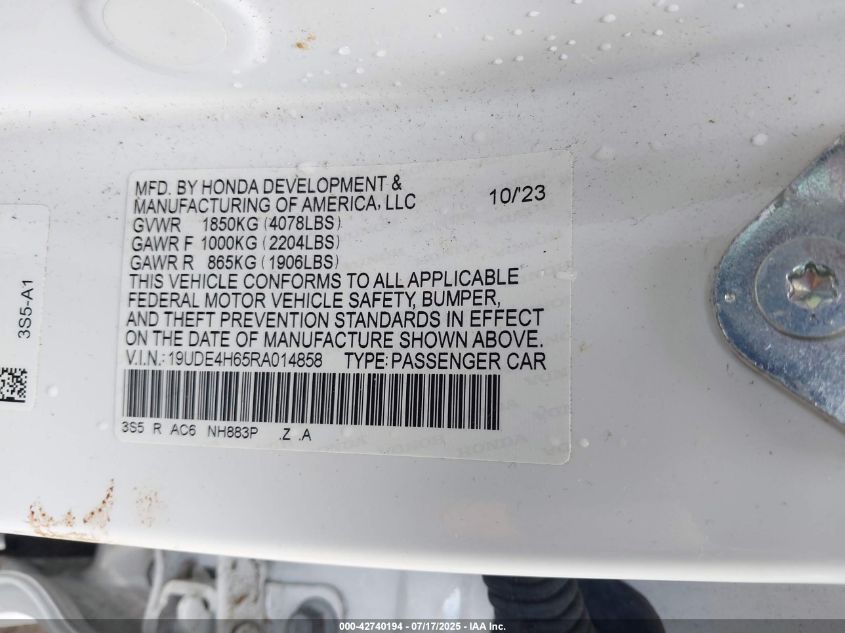 MFD. BY HONDA DEVELOPMENT &
MANUFACTURING OF AMERICA, LLC 10/23
GVWR 1850KG (4078LBS)
GAWR F 1000KG (2204LBS)
GAWR R 865KG (1906LBS)
THIS VEHICLE CONFORMS TO ALL APPLICABLE
FEDERAL MOTOR VEHICLE SAFETY, BUMPER,
AND THEFT PREVENTION STANDARDS IN EFFECT
ON THE DATE OF MANUFACTURE SHOWN ABOVE.
V.I.N.: 19UDE4H65RA014858 TYPE: PASSENGER CAR
3S5 R AC6 NH883P .Z .A
3S5-A1
000-42740194 - 07/17/2025 - IAA Inc.